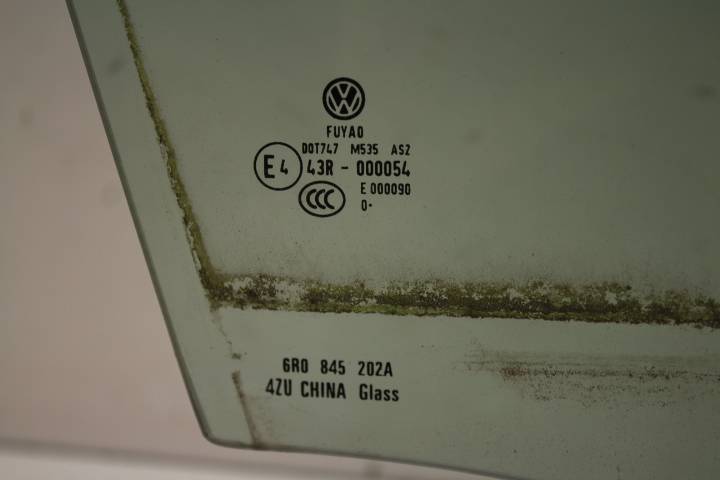 FUYAO
DOT747 M535 AS2
E4 43R - 000054
E 000090
CCC
0·
6R0 845 202A
4ZU CHINA Glass